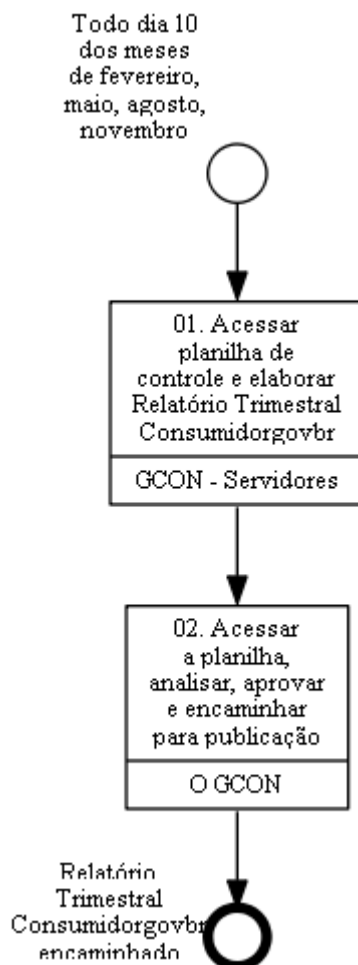 Todo dia 10
dos meses
de fevereiro,
maio, agosto,
novembro
01. Acessar
planilha de
controle e elaborar
Relatório Trimestral
Consumidorgovbr
GCON - Servidores
02. Acessar
a planilha,
analisar, aprovar
e encaminhar
para publicação
O GCON
Relatório
Trimestral
Consumidorgovbr
encaminhado